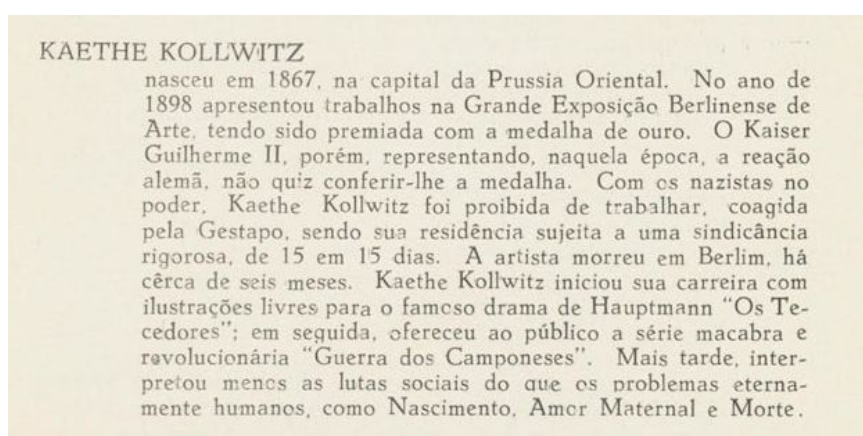 KAETHE KOLLWITZ
nasceu em 1867, na capital da Prussia Oriental. No ano de
1898 apresentou trabalhos na Grande Exposição Berlinense de
Arte, tendo sido premiada com a medalha de ouro. O Kaiser
Guilherme II, porém, representando, naquela época, a reação
alemã, não quiz conferir-lhe a medalha. Com os nazistas no
poder, Kaethe Kollwitz foi proibida de trabalhar, coagida
pela Gestapo, sendo sua residência sujeita a uma sindicância
rigorosa, de 15 em 15 dias. A artista morreu em Berlim, há
cêrca de seis meses. Kaethe Kollwitz iniciou sua carreira com
ilustrações livres para o famoso drama de Hauptmann “Os Te-
cedores”; em seguida, ofereceu ao público a série macabra e
revolucionária “Guerra dos Camponeses”. Mais tarde, inter-
pretou menos as lutas sociais do que os problemas eterna-
mente humanos, como Nascimento, Amor Maternal e Morte.